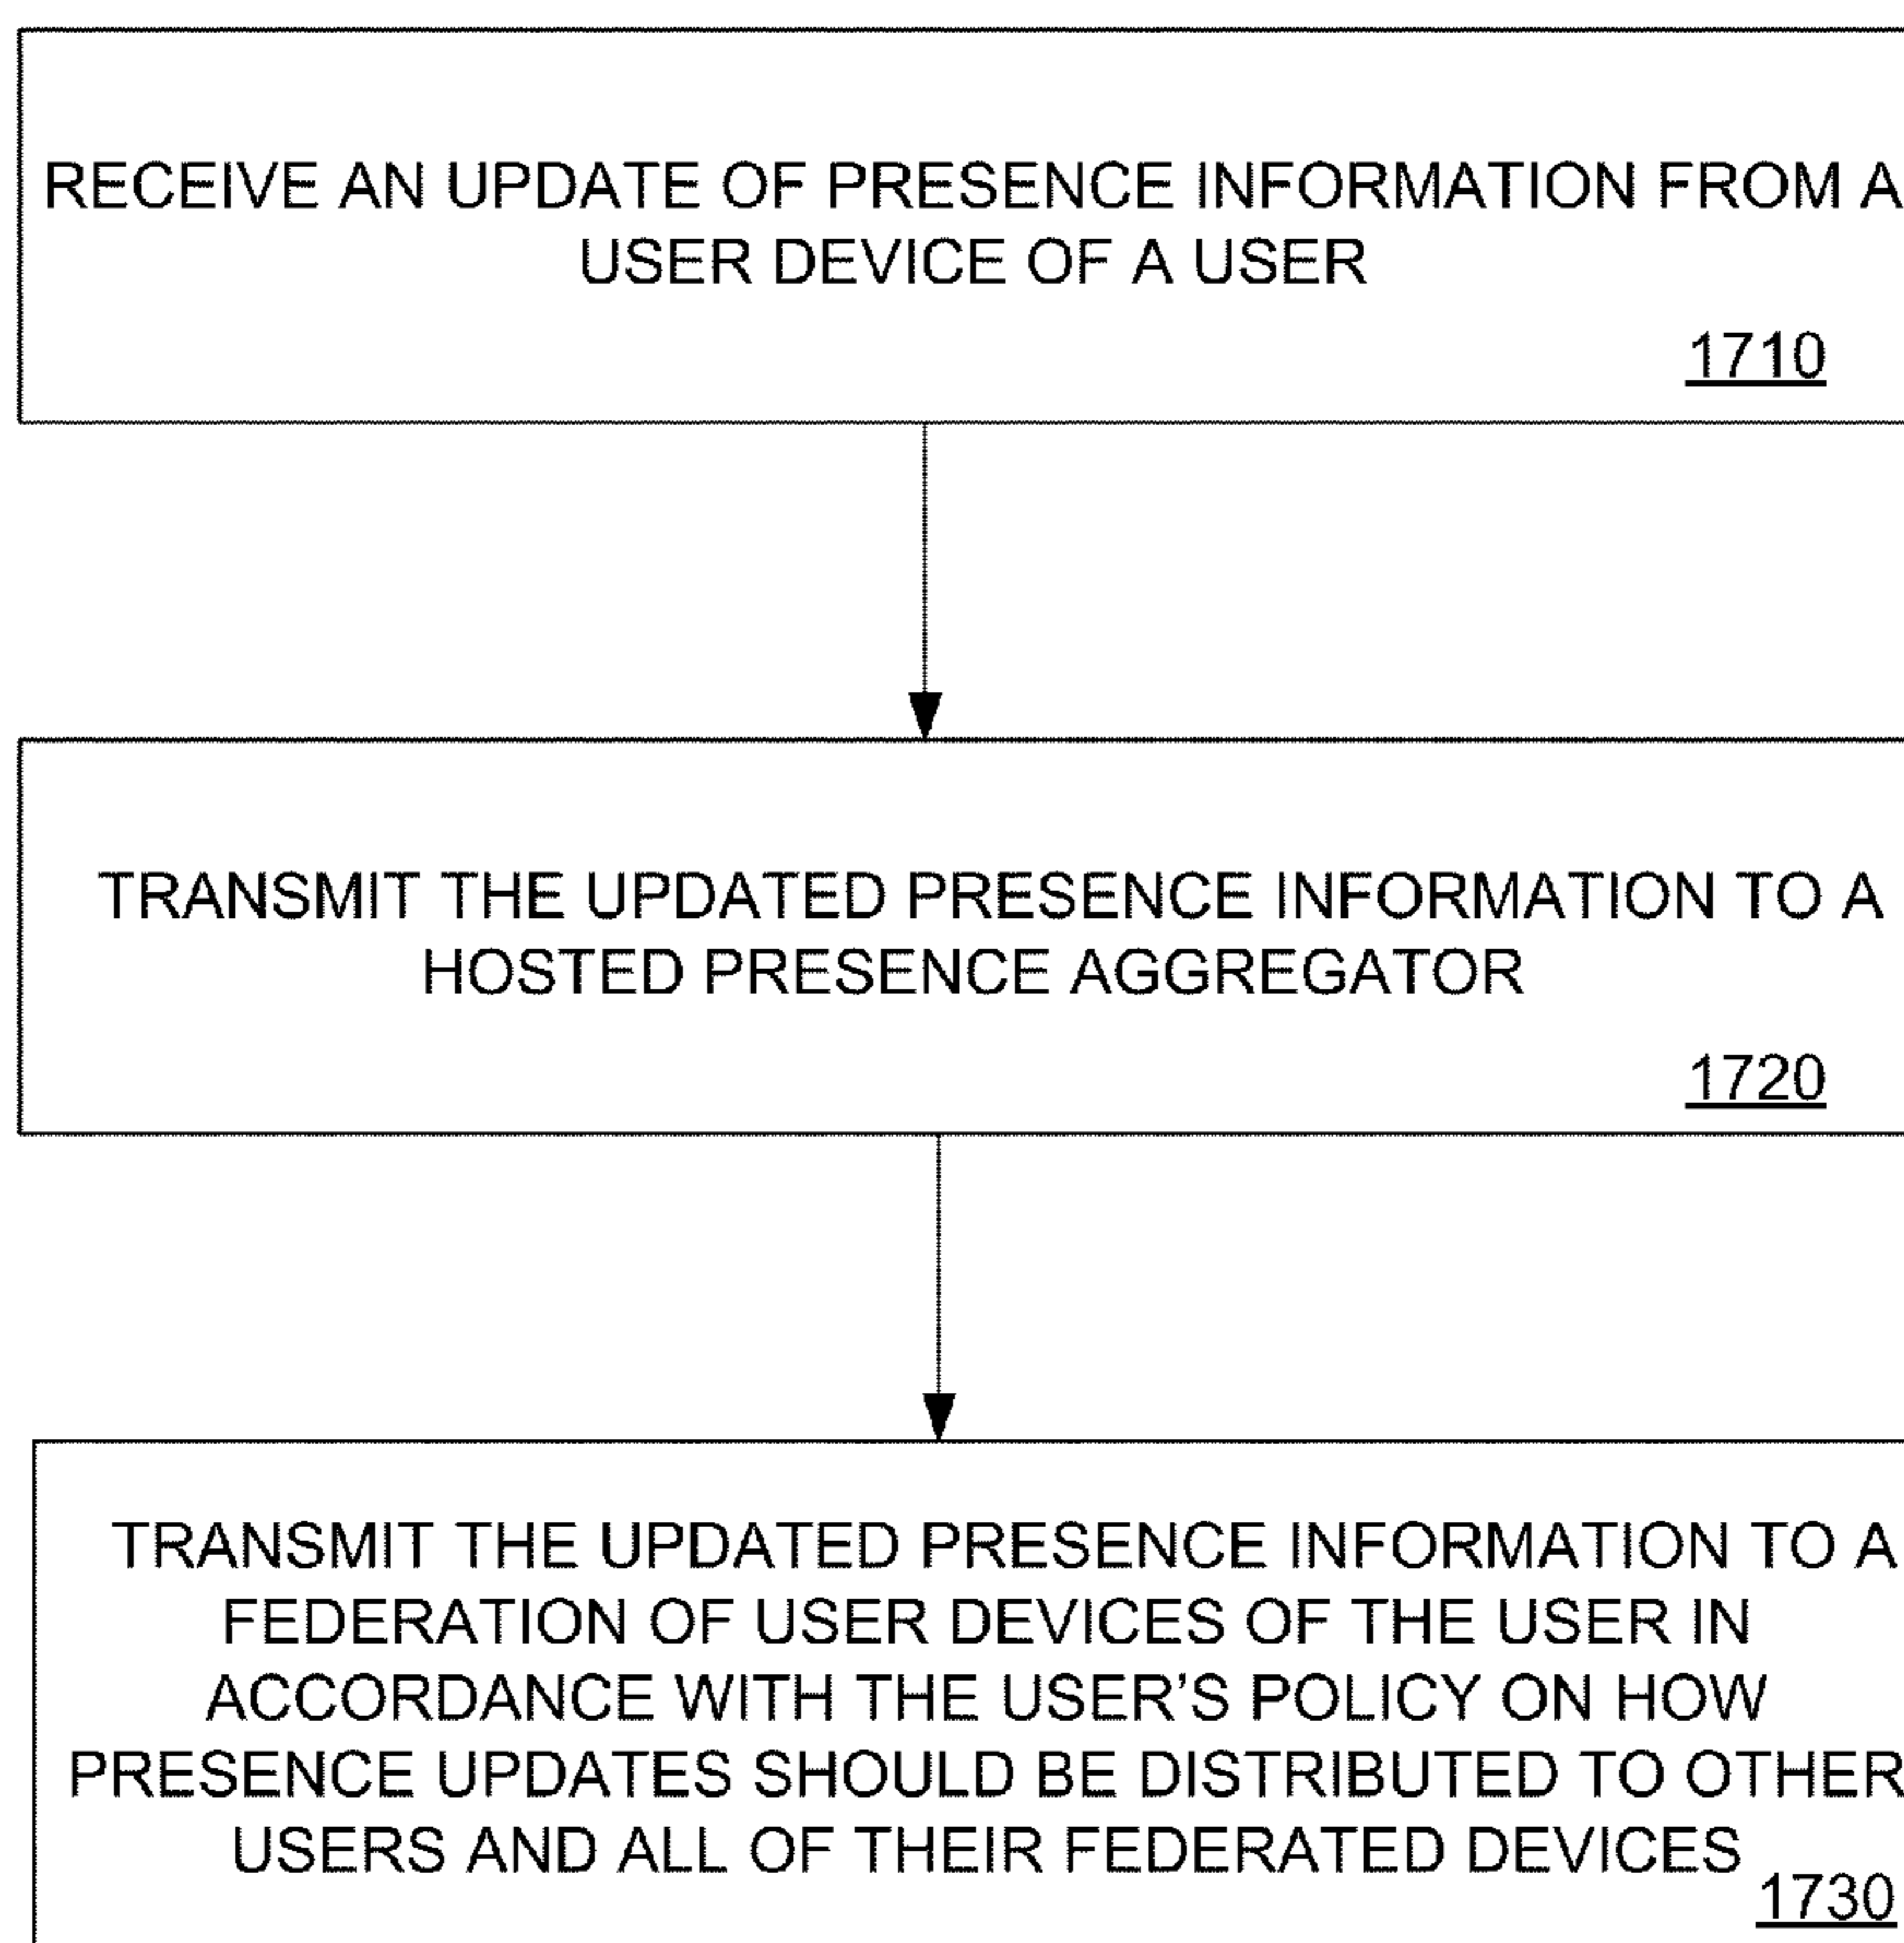 RECEIVE AN UPDATE OF PRESENCE INFORMATION FROM A
USER DEVICE OF A USER
1710
TRANSMIT THE UPDATED PRESENCE INFORMATION TO A
HOSTED PRESENCE AGGREGATOR
1720
TRANSMIT THE UPDATED PRESENCE INFORMATION TO A
FEDERATION OF USER DEVICES OF THE USER IN
ACCORDANCE WITH THE USER'S POLICY ON HOW
PRESENCE UPDATES SHOULD BE DISTRIBUTED TO OTHER
USERS AND ALL OF THEIR FEDERATED DEVICES
1730